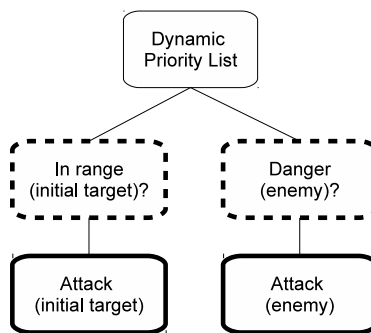 Dynamic
Priority List
In range
(initial target)?
Danger
(enemy)?
Attack
(initial target)
Attack
(enemy)